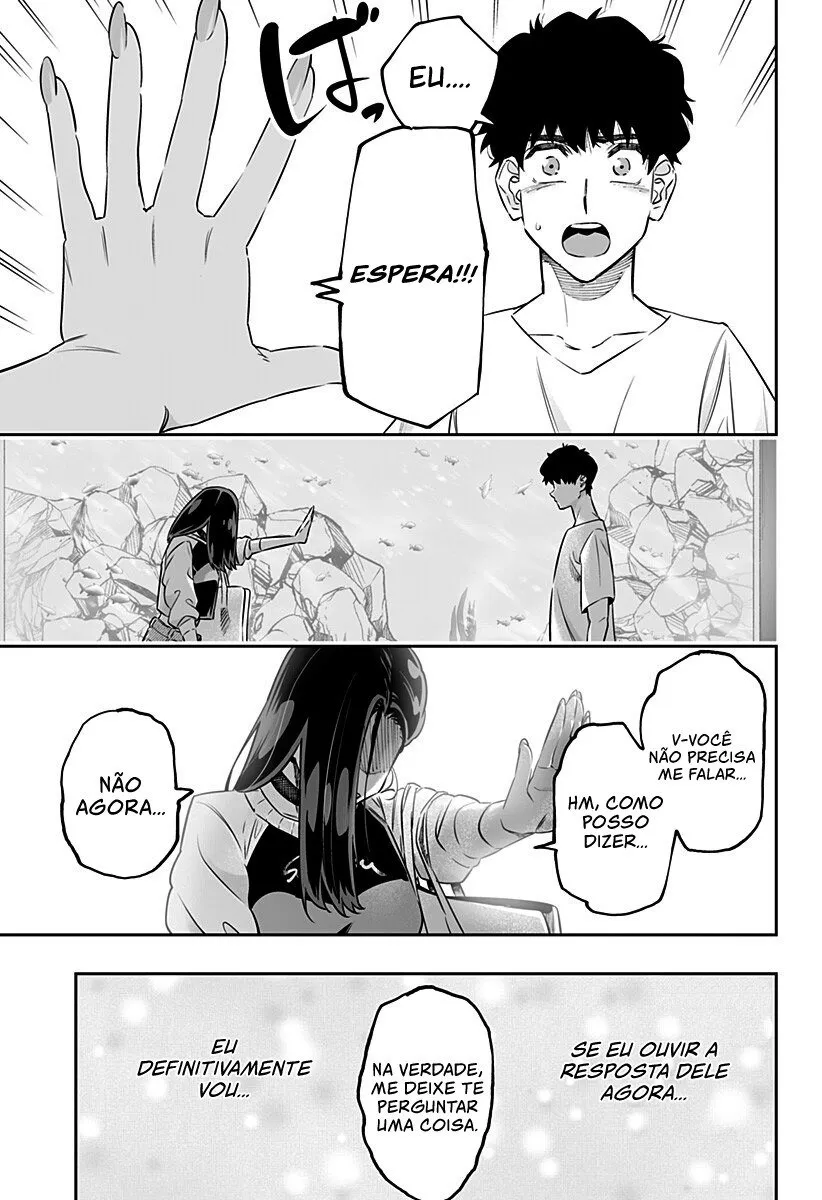 EU....
ばっ
ESPERA!!!
V-VOCÊ
NÃO PRECISA
ME FALAR...
HM, COMO
POSSO
DIZER...
NÃO
AGORA...
SE EU OUVIR A
RESPOSTA DELE
AGORA...
NA VERDADE,
ME DEIXE TE
PERGUNTAR
UMA COISA.
EU
DEFINITIVAMENTE
VOU...